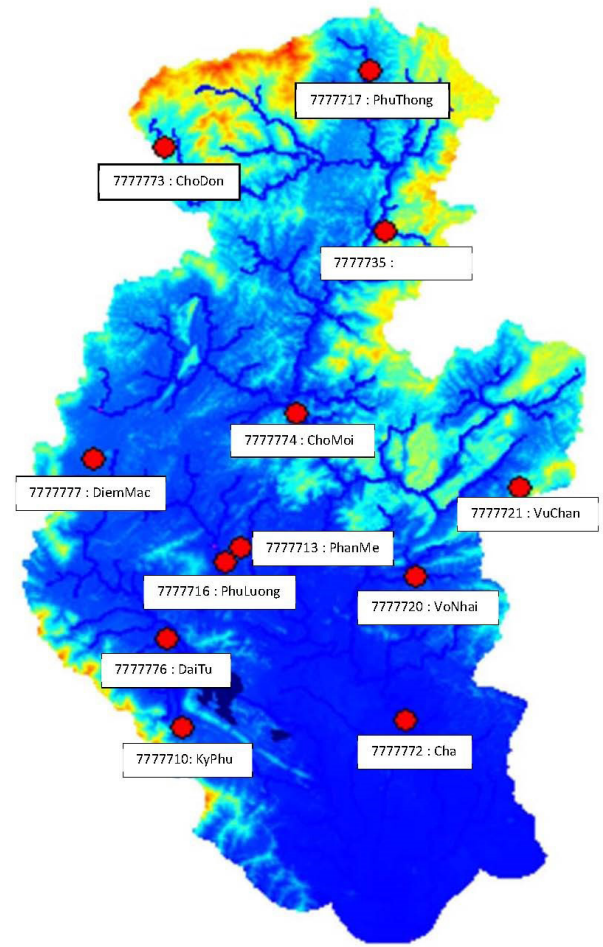 7777717 : PhuThong
7777773 : ChoDon
7777735 :
7777774 : ChoMoi
7777777 : DiemMac
7777721 : VuChan
7777713 : PhanMe
7777716 : PhuLuong
7777720 : VoNhai
7777776 : DaiTu
7777710: KyPhu
7777772 : Cha